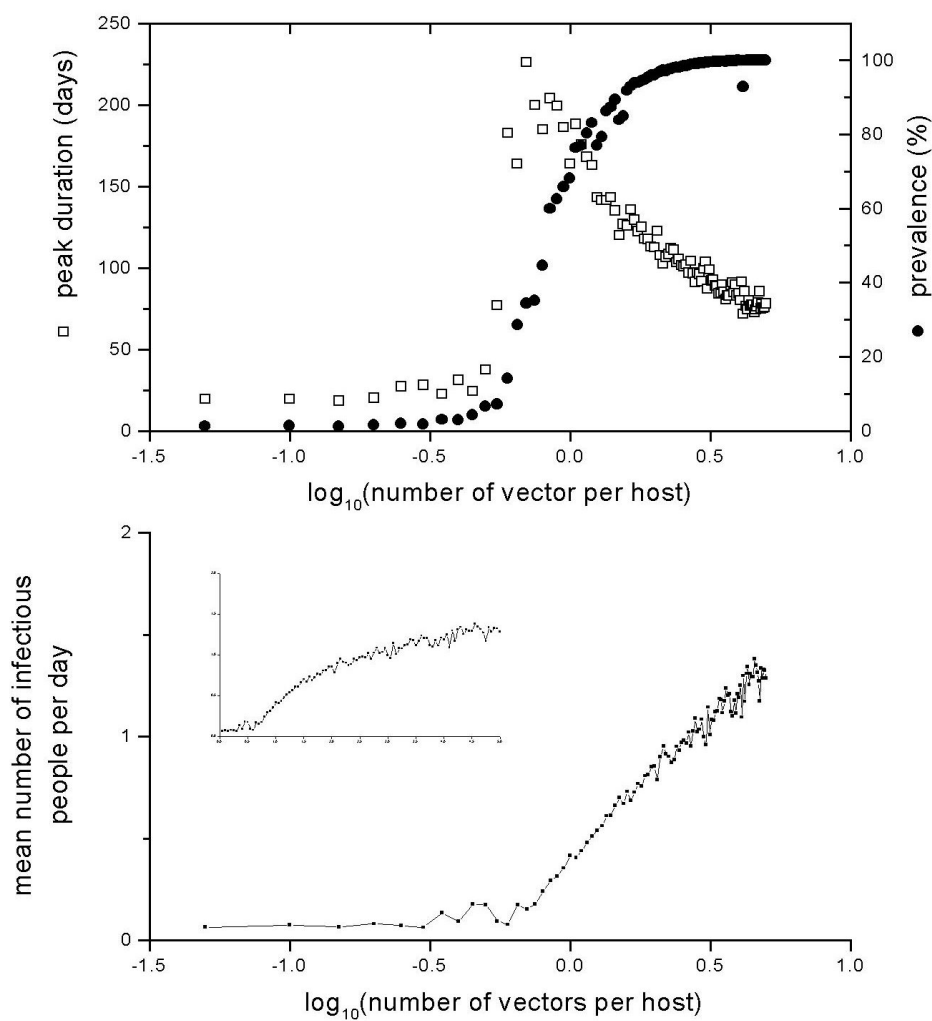 250
200
150
100
50
0
□ peak duration (days)
100
80
60
40
20
0
● prevalence (%)
-1.5 -1.0 -0.5 0.0 0.5 1.0
log₁₀(number of vector per host)
2
1
0
mean number of infectious
people per day
-1.5 -1.0 -0.5 0.0 0.5 1.0
log₁₀(number of vectors per host)